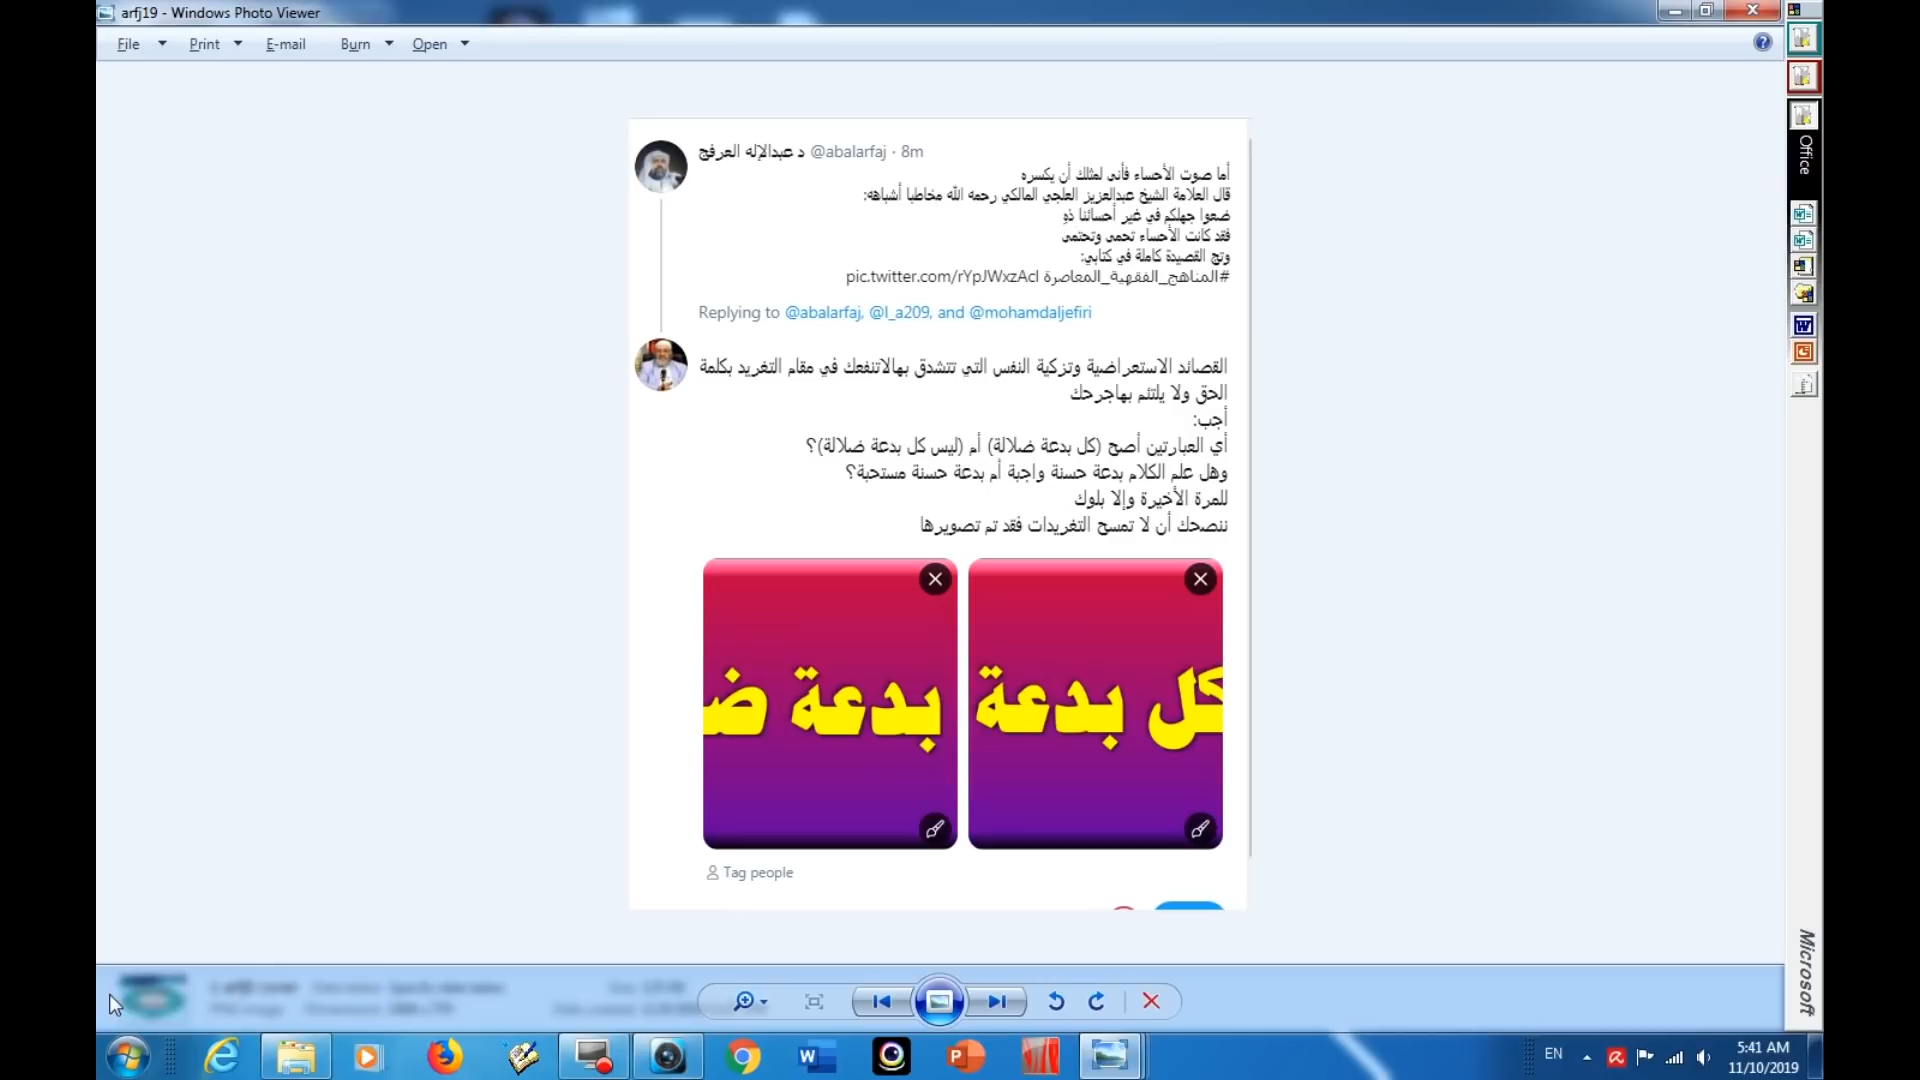 arfj19 - Windows Photo Viewer
File Print E-mail Burn Open
د عبدالإله العرفج @abalarfaj · 8m
أما صوت الأحساء فأنى لمثلك أن يكسره
قال العلامة الشيخ عبدالعزيز العلجي المالكي رحمه الله مخاطبا أشباهه:
ضعوا جهلكم في غير أحسائنا ذهِ
فقد كانت الأحساء تحمى وتحتمى
وتج القصيدة كاملة في كتابي:
#المناهج_الفقهية_المعاصرة pic.twitter.com/rYpJWxzAcl
Replying to @abalarfaj, @l_a209, and @mohamdaljefiri
القصائد الاستعراضية وتزكية النفس التي تتشدق بهالاتنفعك في مقام التغريد بكلمة
الحق ولا يلتئم بهاجرحك
أجب:
أي العبارتين أصح (كل بدعة ضلالة) أم (ليس كل بدعة ضلالة)؟
وهل علم الكلام بدعة حسنة واجبة أم بدعة حسنة مستحبة؟
للمرة الأخيرة وإلا بلوك
ننصحك أن لا تمسح التغريدات فقد تم تصويرها
كل بدعة
بدعة ض
Tag people
Office
Microsoft
EN
5:41 AM
11/10/2019